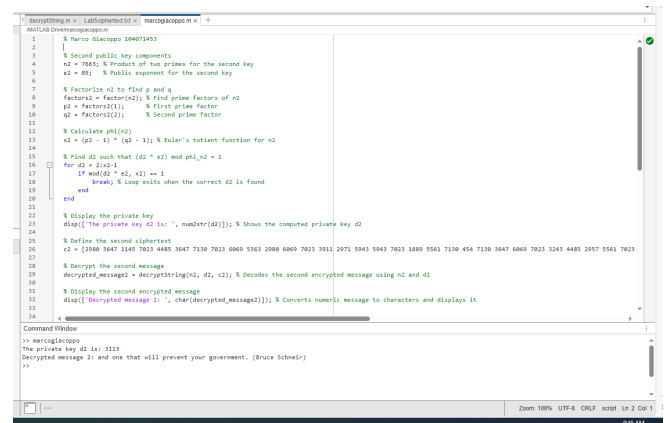 decryptString.m × Lab5ciphertext.txt × marcogiacoppo.m × +
/MATLAB Drive/marcogiacoppo.m
1 % Marco Giacoppo 104071453
2
3 % Second public key components
4 n2 = 7663; % Product of two primes for the second key
5 e2 = 89; % Public exponent for the second key
6
7 % Factorize n2 to find p and q
8 factors2 = factor(n2); % Find prime factors of n2
9 p2 = factors2(1); % First prime factor
10 q2 = factors2(2); % Second prime factor
11
12 % Calculate phi(n2)
13 x2 = (p2 - 1) * (q2 - 1); % Euler's totient function for n2
14
15 % Find d2 such that (d2 * e2) mod phi_n2 = 1
16 for d2 = 2:x2-1
17 if mod(d2 * e2, x2) == 1
18 break; % Loop exits when the correct d2 is found
19 end
20 end
21
22 % Display the private key
23 disp(['The private key d2 is: ', num2str(d2)]); % Shows the computed private key d2
24
25 % Define the second ciphertext
26 c2 = [2980 3647 1145 7023 4485 3647 7130 7023 6069 5363 2980 6069 7023 3911 2971 5943 5943 7023 1889 5561 7130 454 7130 3647 6069 7023 3243 4485 2957 5561 7023
27
28 % Decrypt the second message
29 decrypted_message2 = decryptString(n2, d2, c2); % Decodes the second encrypted message using n2 and d2
30
31 % Display the second encrypted message
32 disp(['Decrypted message 2: ', char(decrypted_message2)]); % Converts numeric message to characters and displays it
33
34
Command Window
>> marcogiacoppo
The private key d2 is: 3113
Decrypted message 2: and one that will prevent your government. (Bruce Schneir)
>>
Zoom: 100% UTF-8 CRLF script Ln 2 Col 1